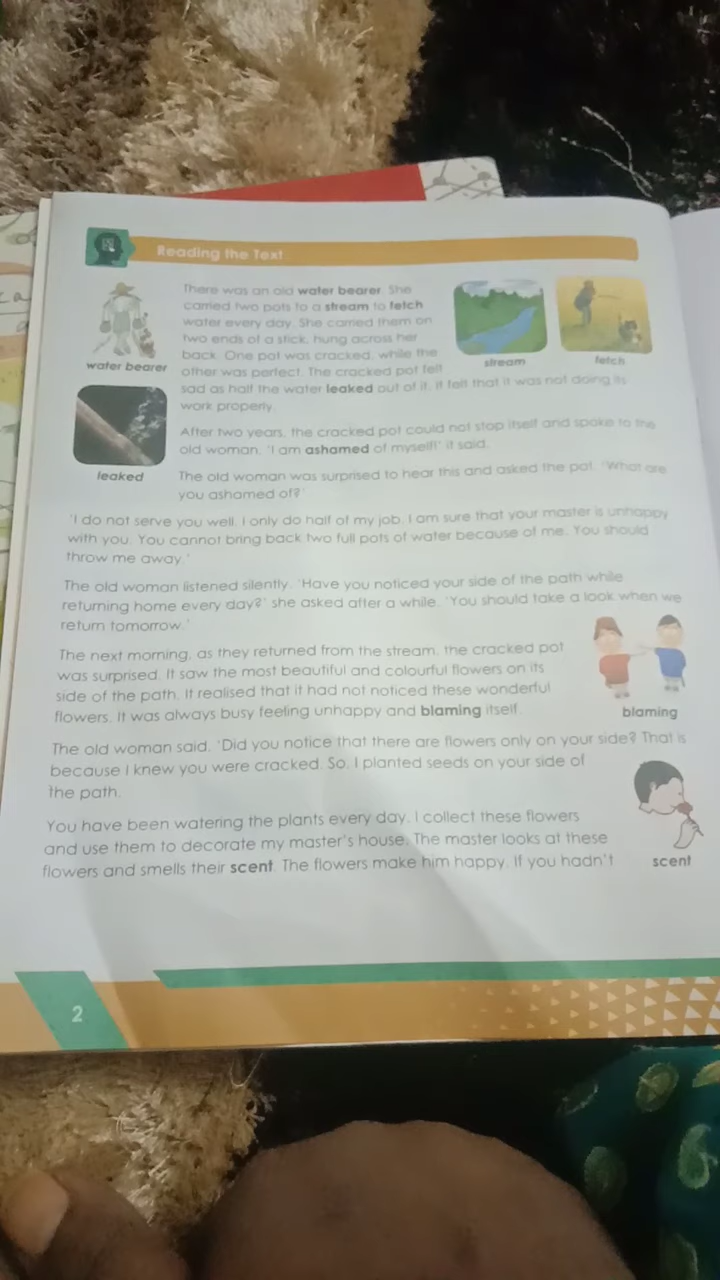 Reading the Text
There was an old water bearer. She
carried two pots to a stream to fetch
water every day. She carried them on
two ends of a stick, hung across her
back. One pot was cracked, while the
other was perfect. The cracked pot felt
sad as half the water leaked out of it. It felt that it was not doing its
work properly.
water bearer
stream
fetch
After two years, the cracked pot could not stop itself and spoke to the
old woman. 'I am ashamed of myself!' it said.
leaked
The old woman was surprised to hear this and asked the pot, 'What are
you ashamed of?'
'I do not serve you well. I only do half of my job. I am sure that your master is unhappy
with you. You cannot bring back two full pots of water because of me. You should
throw me away.'
The old woman listened silently. 'Have you noticed your side of the path while
returning home every day?' she asked after a while. 'You should take a look when we
return tomorrow.'
The next morning, as they returned from the stream, the cracked pot
was surprised. It saw the most beautiful and colourful flowers on its
side of the path. It realised that it had not noticed these wonderful
flowers. It was always busy feeling unhappy and blaming itself.
blaming
The old woman said, 'Did you notice that there are flowers only on your side? That is
because I knew you were cracked. So, I planted seeds on your side of
the path.
You have been watering the plants every day. I collect these flowers
and use them to decorate my master's house. The master looks at these
flowers and smells their scent. The flowers make him happy. If you hadn't
scent
2